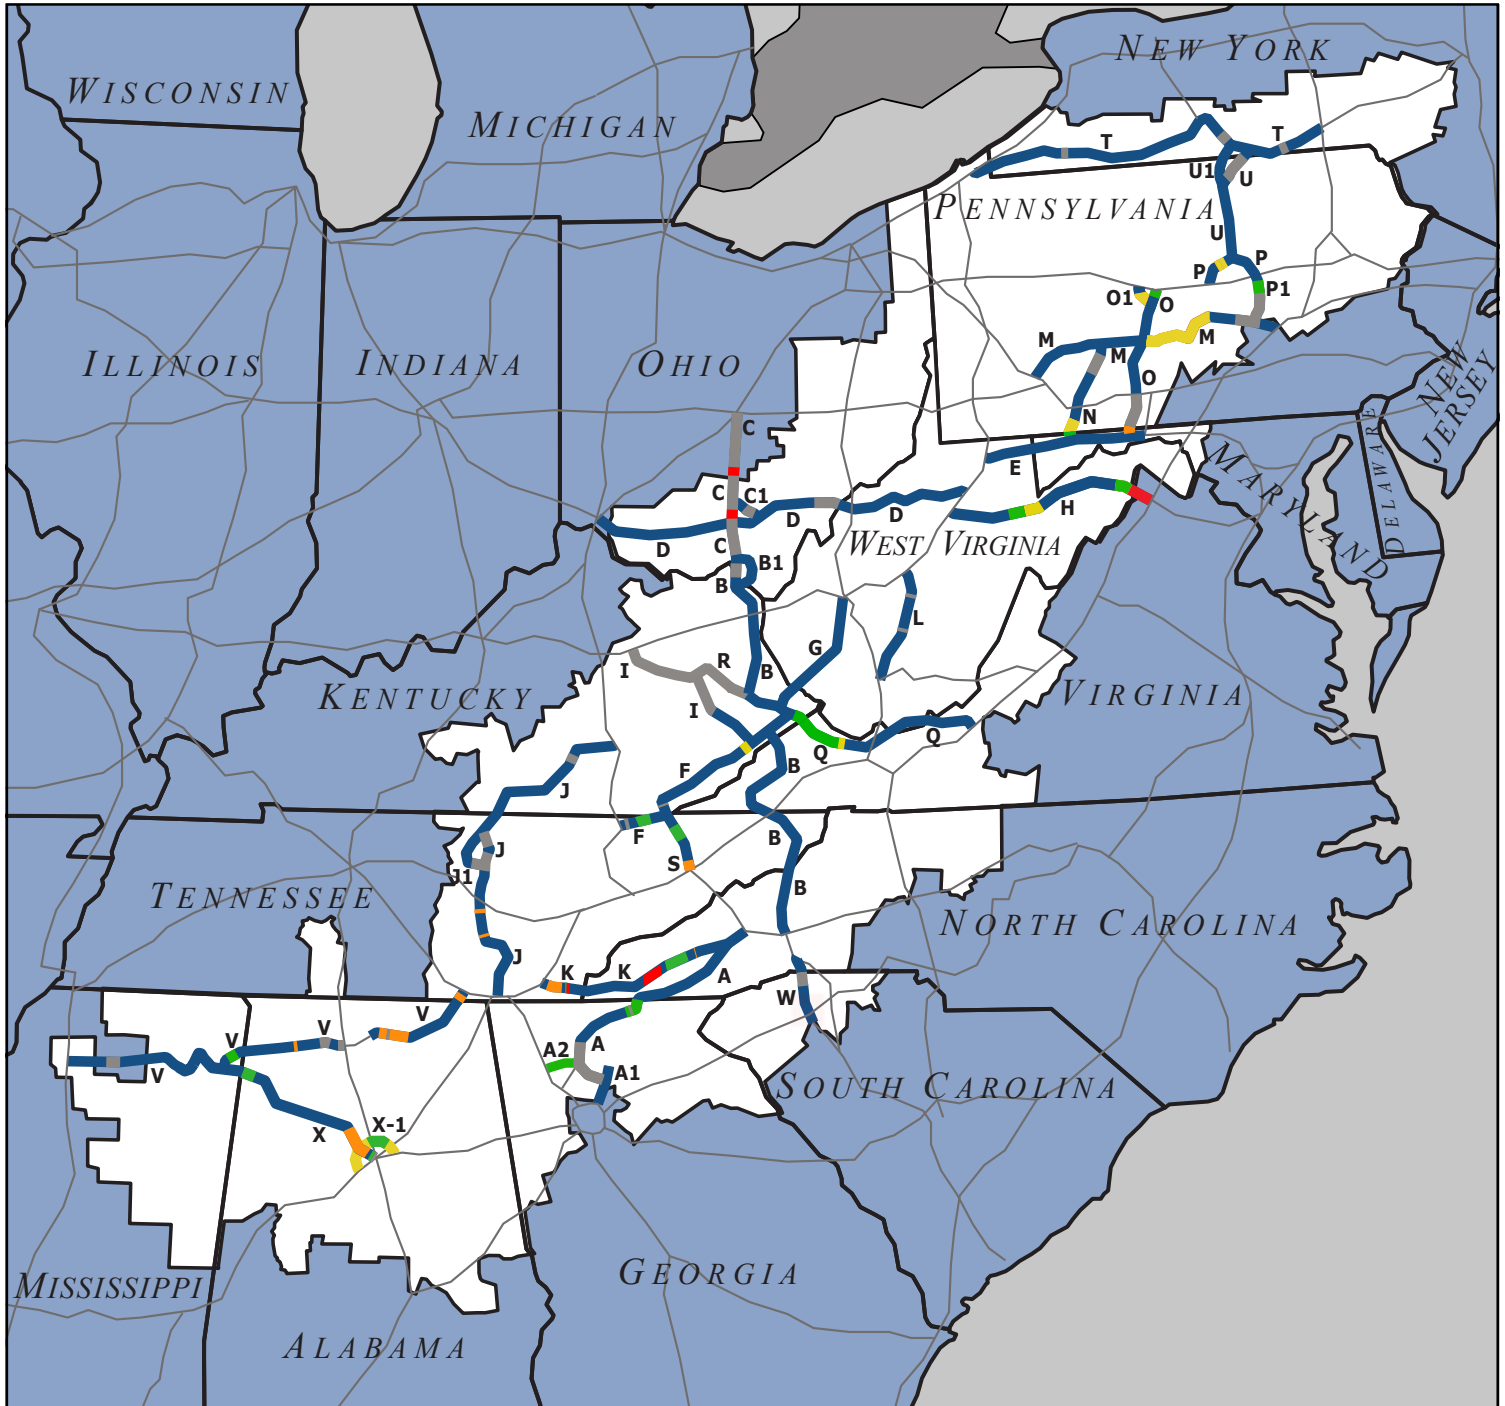 NEW YORK
WISCONSIN
MICHIGAN
T
T
U1
U
PENNSYLVANIA
U
P
P
P1
O1
O
M
M
M
O
ILLINOIS
INDIANA
OHIO
NEW
JERSEY
N
C
E
DELAWARE
MARYLAND
DELAWARE
C
C1
D
D
H
D
C
WEST VIRGINIA
B1
B
L
G
I
R
B
KENTUCKY
I
VIRGINIA
Q
Q
F
B
J
F
B
J
S
J1
TENNESSEE
B
NORTH CAROLINA
J
K
K
A
W
V
V
V
V
A
A2
A1
SOUTH CAROLINA
X
X-1
MISSISSIPPI
GEORGIA
ALABAMA